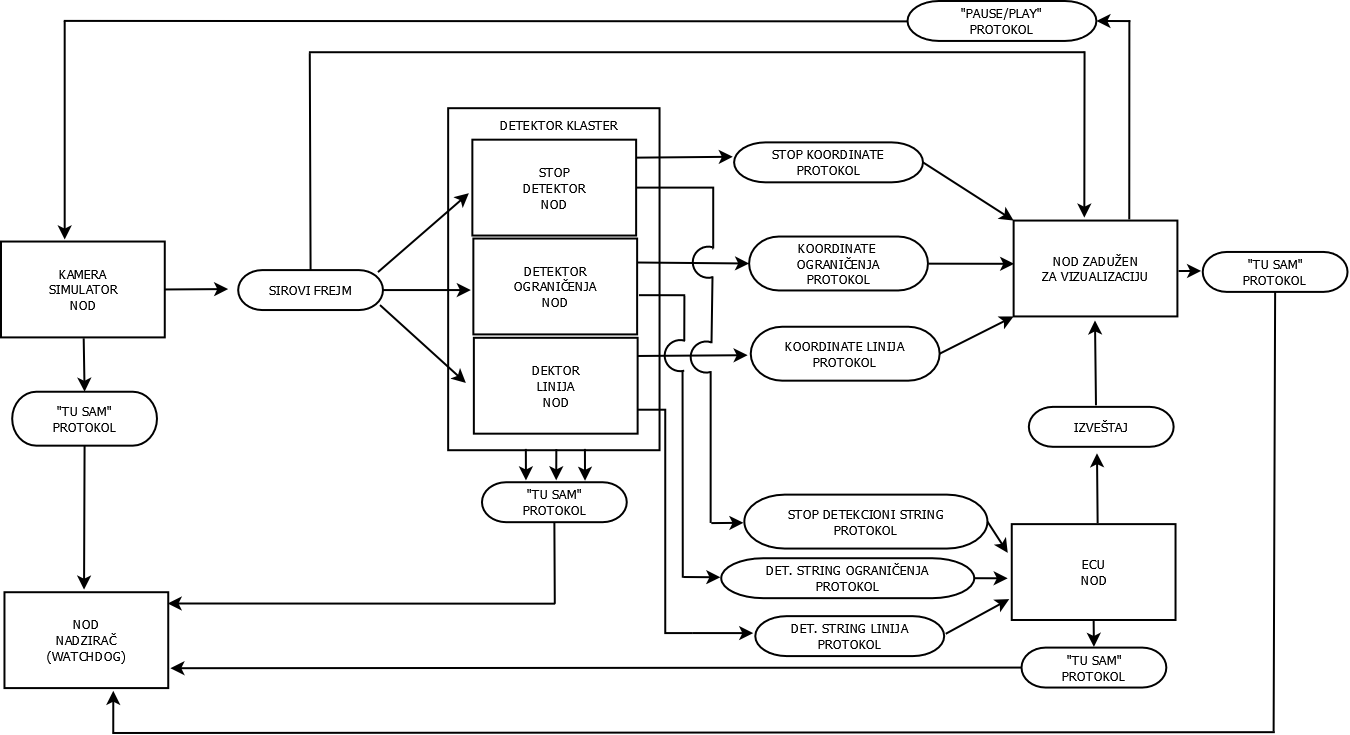 "PAUSE/PLAY"
PROTOKOL
DETEKTOR KLASTER
STOP
DETEKTOR
NOD
STOP KOORDINATE
PROTOKOL
KAMERA
SIMULATOR
NOD
SIROVI FREJM
DETEKTOR
OGRANIČENJA
NOD
KOORDINATE
OGRANIČENJA
PROTOKOL
NOD ZADUŽEN
ZA VIZUALIZACIJU
"TU SAM"
PROTOKOL
DEKTOR
LINIJA
NOD
KOORDINATE LINIJA
PROTOKOL
"TU SAM"
PROTOKOL
IZVEŠTAJ
"TU SAM"
PROTOKOL
STOP DETEKCIONI STRING
PROTOKOL
DET. STRING OGRANIČENJA
PROTOKOL
ECU
NOD
NOD
NADZIRAČ
(WATCHDOG)
DET. STRING LINIJA
PROTOKOL
"TU SAM"
PROTOKOL